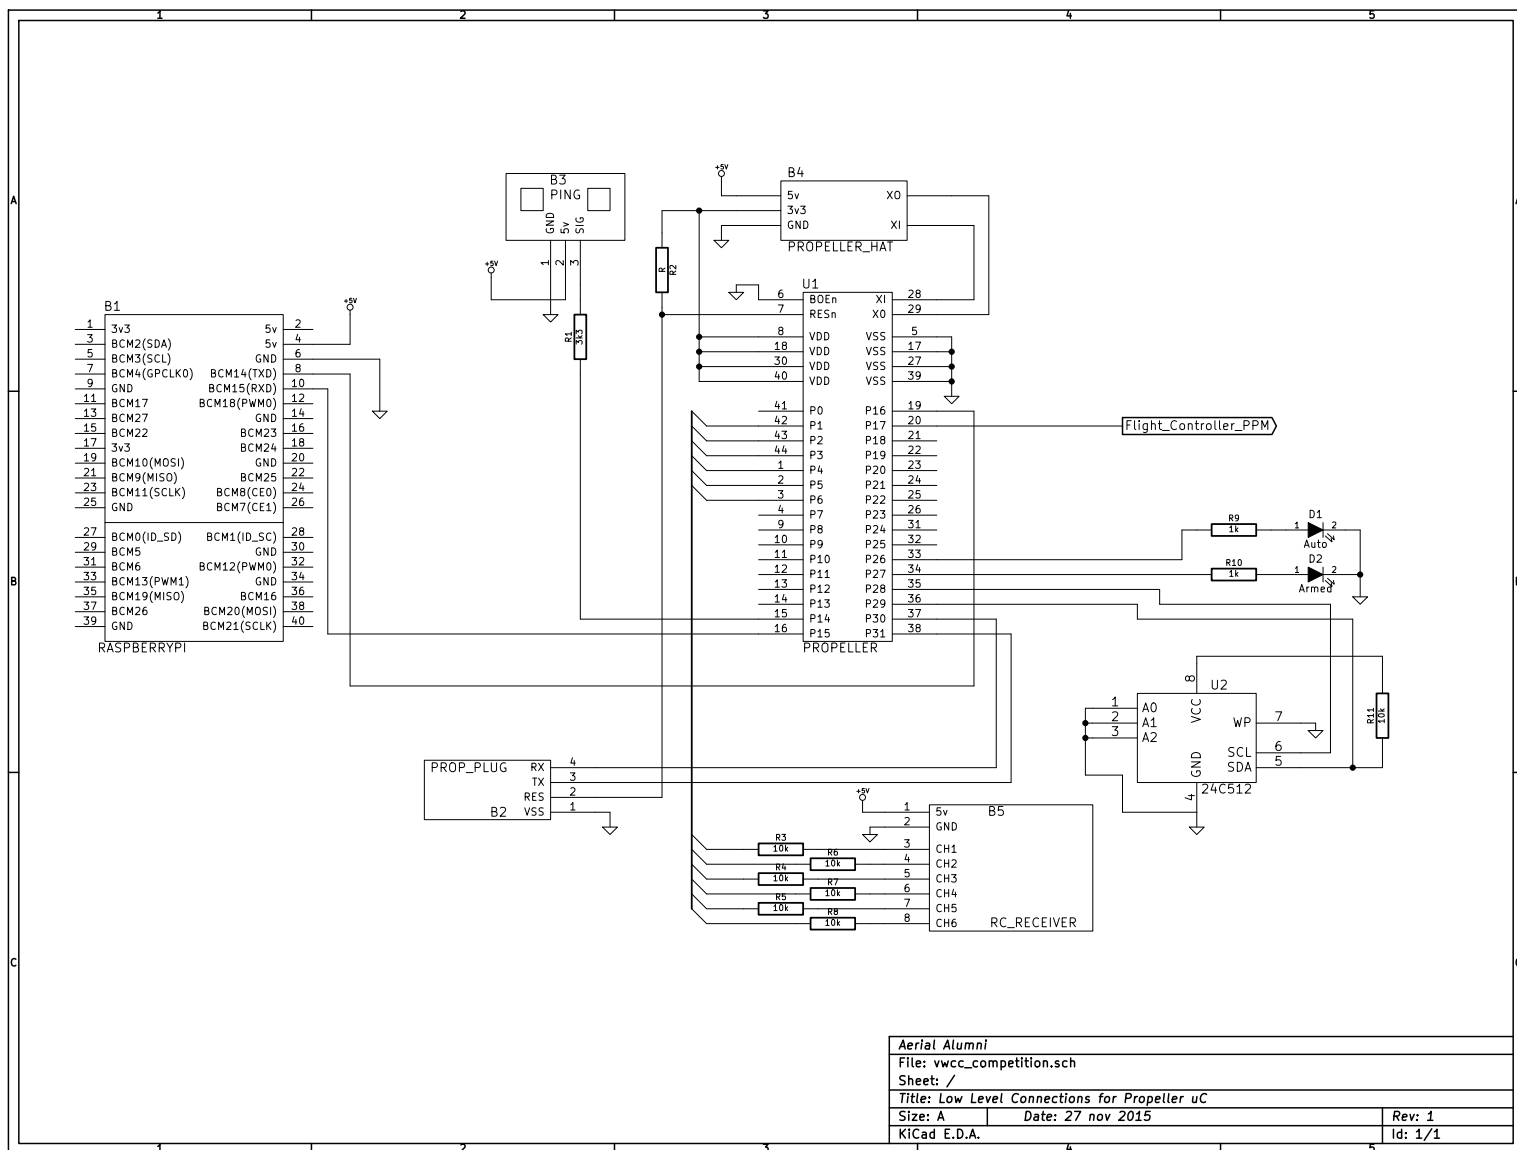 1 2 3 4 5
A
B
C
B3
PING
GND
5v
SIG
1
2
3
+5V
R1
3k3
+5V
B4
5v
3v3
GND
XO
XI
PROPELLER_HAT
R
R2
B1
+5V
1 3v3 5v 2
3 BCM2(SDA) 5v 4
5 BCM3(SCL) GND 6
7 BCM4(GPCLK0) BCM14(TXD) 8
9 GND BCM15(RXD) 10
11 BCM17 BCM18(PWM0) 12
13 BCM27 GND 14
15 BCM22 BCM23 16
17 3v3 BCM24 18
19 BCM10(MOSI) GND 20
21 BCM9(MISO) BCM25 22
23 BCM11(SCLK) BCM8(CE0) 24
25 GND BCM7(CE1) 26
27 BCM0(ID_SD) BCM1(ID_SC) 28
29 BCM5 GND 30
31 BCM6 BCM12(PWM0) 32
33 BCM13(PWM1) GND 34
35 BCM19(MISO) BCM16 36
37 BCM26 BCM20(MOSI) 38
39 GND BCM21(SCLK) 40
RASPBERRYPI
U1
6 BOEn XI 28
7 RESn XO 29
8 VDD VSS 5
18 VDD VSS 17
30 VDD VSS 27
40 VDD VSS 39
41 P0 P16 19
42 P1 P17 20
43 P2 P18 21
44 P3 P19 22
1 P4 P20 23
2 P5 P21 24
3 P6 P22 25
4 P7 P23 26
9 P8 P24 31
10 P9 P25 32
11 P10 P26 33
12 P11 P27 34
13 P12 P28 35
14 P13 P29 36
15 P14 P30 37
16 P15 P31 38
PROPELLER
Flight_Controller_PPM
R9
1k
D1
1 2
Auto
R10
1k
D2
1 2
Armed
U2
8
VCC
1 A0
2 A1
3 A2
WP 7
SCL 6
SDA 5
GND
4
24C512
R11
10k
PROP_PLUG
RX 4
TX 3
RES 2
VSS 1
B2
+5V
B5
1 5v
2 GND
R3
10k
3 CH1
R6
10k
4 CH2
R4
10k
5 CH3
R7
10k
6 CH4
R5
10k
7 CH5
R8
10k
8 CH6
RC_RECEIVER
Aerial Alumni
File: vwcc_competition.sch
Sheet: /
Title: Low Level Connections for Propeller uC
Size: A Date: 27 nov 2015 Rev: 1
KiCad E.D.A. Id: 1/1
1 2 3 4 5